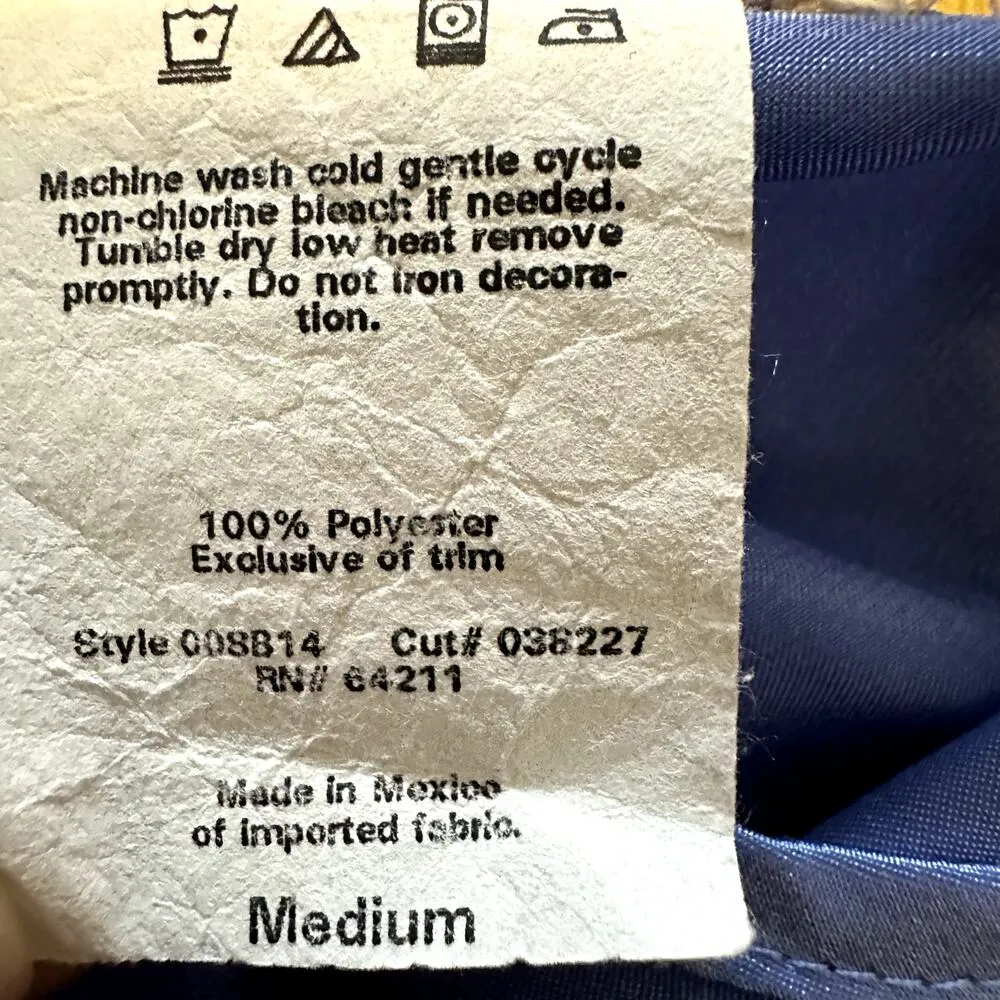 Machine wash cold gentle cycle
non-chlorine bleach if needed.
Tumble dry low heat remove
promptly. Do not iron decora-
tion.
100% Polyester
Exclusive of trim
Style 008B14 Cut# 038227
RN# 64211
Made in Mexico
of imported fabric.
Medium